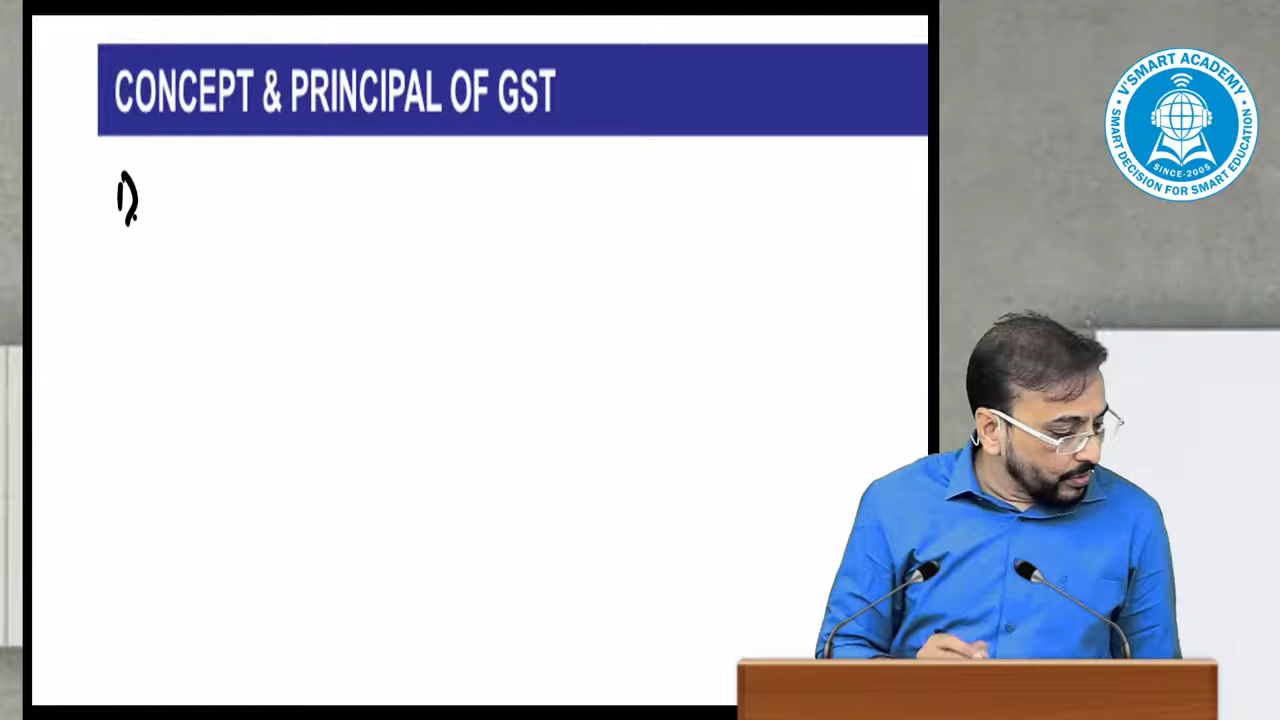 CONCEPT & PRINCIPAL OF GST
1)
V'SMART ACADEMY
SINCE-2005
SMART DECISION FOR SMART EDUCATION